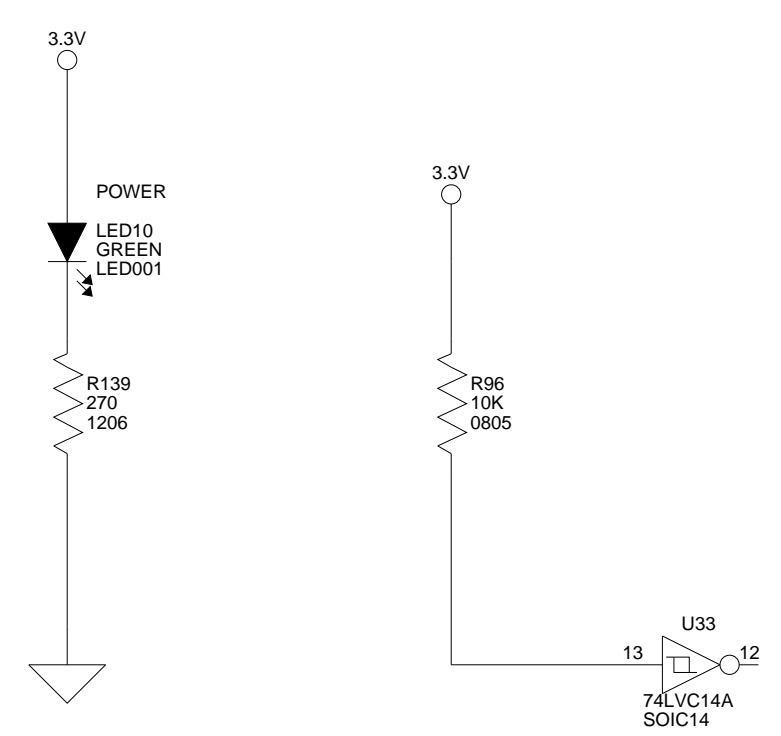 3.3V
POWER
LED10
GREEN
LED001
R139
270
1206
3.3V
R96
10K
0805
U33
13
12
74LVC14A
SOIC14